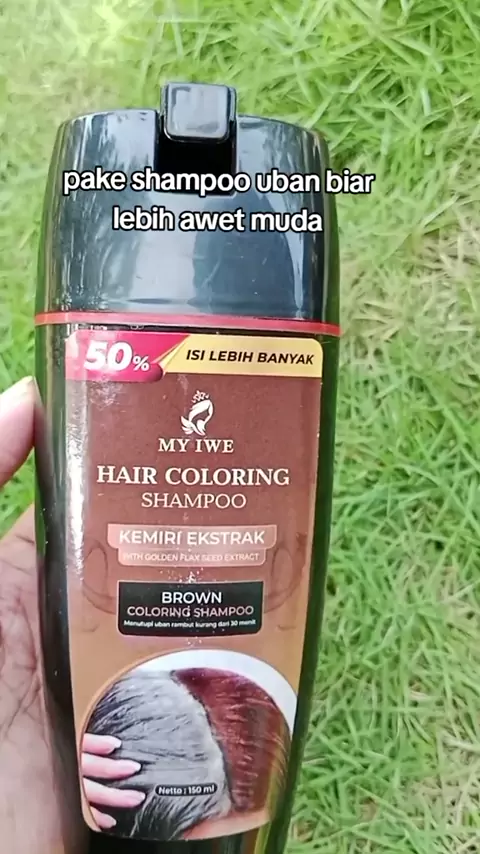 pake shampoo uban biar
lebih awet muda
50% ISI LEBIH BANYAK
MY IWE
HAIR COLORING
SHAMPOO
KEMIRI EKSTRAK
WITH GOLDEN FLAX SEED EXTRACT
BROWN
COLORING SHAMPOO
Menutupi uban rambut kurang dari 30 menit
Netto : 150 ml